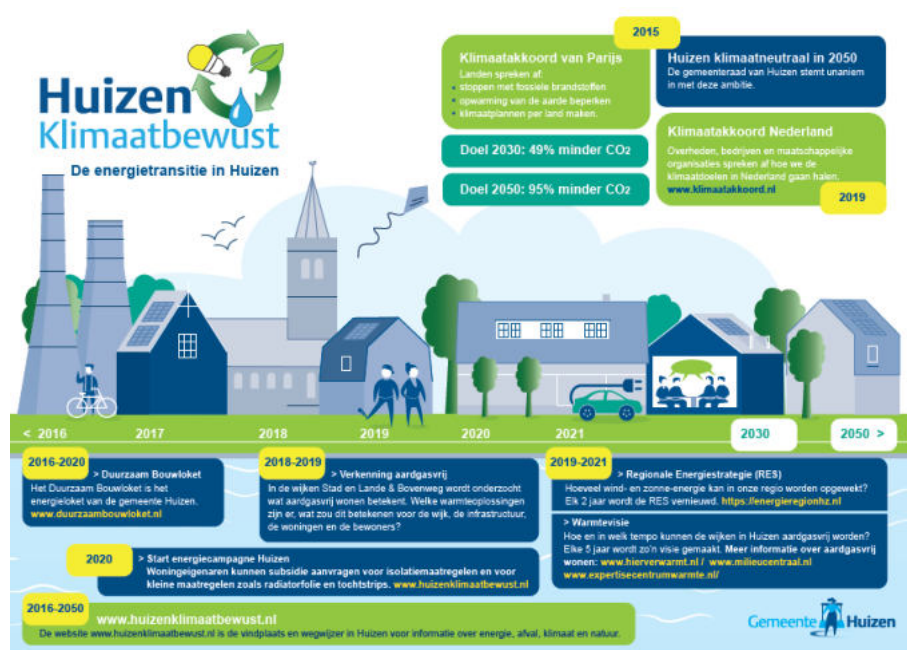 Huizen
Klimaatbewust
De energietransitie in Huizen
2015
Klimaatakkoord van Parijs
Landen spreken af:
• stoppen met fossiele brandstoffen
• opwarming van de aarde beperken
• klimaatplannen per land maken.
Doel 2030: 49% minder CO2
Doel 2050: 95% minder CO2
Huizen klimaatneutraal in 2050
De gemeenteraad van Huizen stemt unaniem
in met deze ambitie.
Klimaatakkoord Nederland
Overheden, bedrijven en maatschappelijke
organisaties spreken af hoe we de
klimaatdoelen in Nederland gaan halen.
www.klimaatakkoord.nl
2019
< 2016 2017 2018 2019 2020 2021 2030 2050 >
2016-2020
> Duurzaam Bouwloket
Het Duurzaam Bouwloket is het
energieloket van de gemeente Huizen.
www.duurzaambouwloket.nl
2018-2019
> Verkenning aardgasvrij
In de wijken Stad en Lande & Bovenweg wordt onderzocht
wat aardgasvrij wonen betekent. Welke warmteoplossingen
zijn er, wat zou dit betekenen voor de wijk, de infrastructuur,
de woningen en de bewoners?
2019-2021
> Regionale Energiestrategie (RES)
Hoeveel wind- en zonne-energie kan in onze regio worden opgewekt?
Elk 2 jaar wordt de RES vernieuwd. https://energieregionhz.nl
> Warmtevisie
Hoe en in welk tempo kunnen de wijken in Huizen aardgasvrij worden?
Elke 5 jaar wordt zo'n visie gemaakt. Meer informatie over aardgasvrij
wonen: www.hierverwarmt.nl / www.milieucentraal.nl
www.expertisecentrumwarmte.nl/
2020
> Start energiecampagne Huizen
Woningeigenaren kunnen subsidie aanvragen voor isolatiemaatregelen en voor
kleine maatregelen zoals radiatorfolie en tochtstrips. www.huizenklimaatbewust.nl
2016-2050
www.huizenklimaatbewust.nl
De website www.huizenklimaatbewust.nl is de vindplaats en wegwijzer in Huizen voor informatie over energie, afval, klimaat en natuur.
Gemeente Huizen